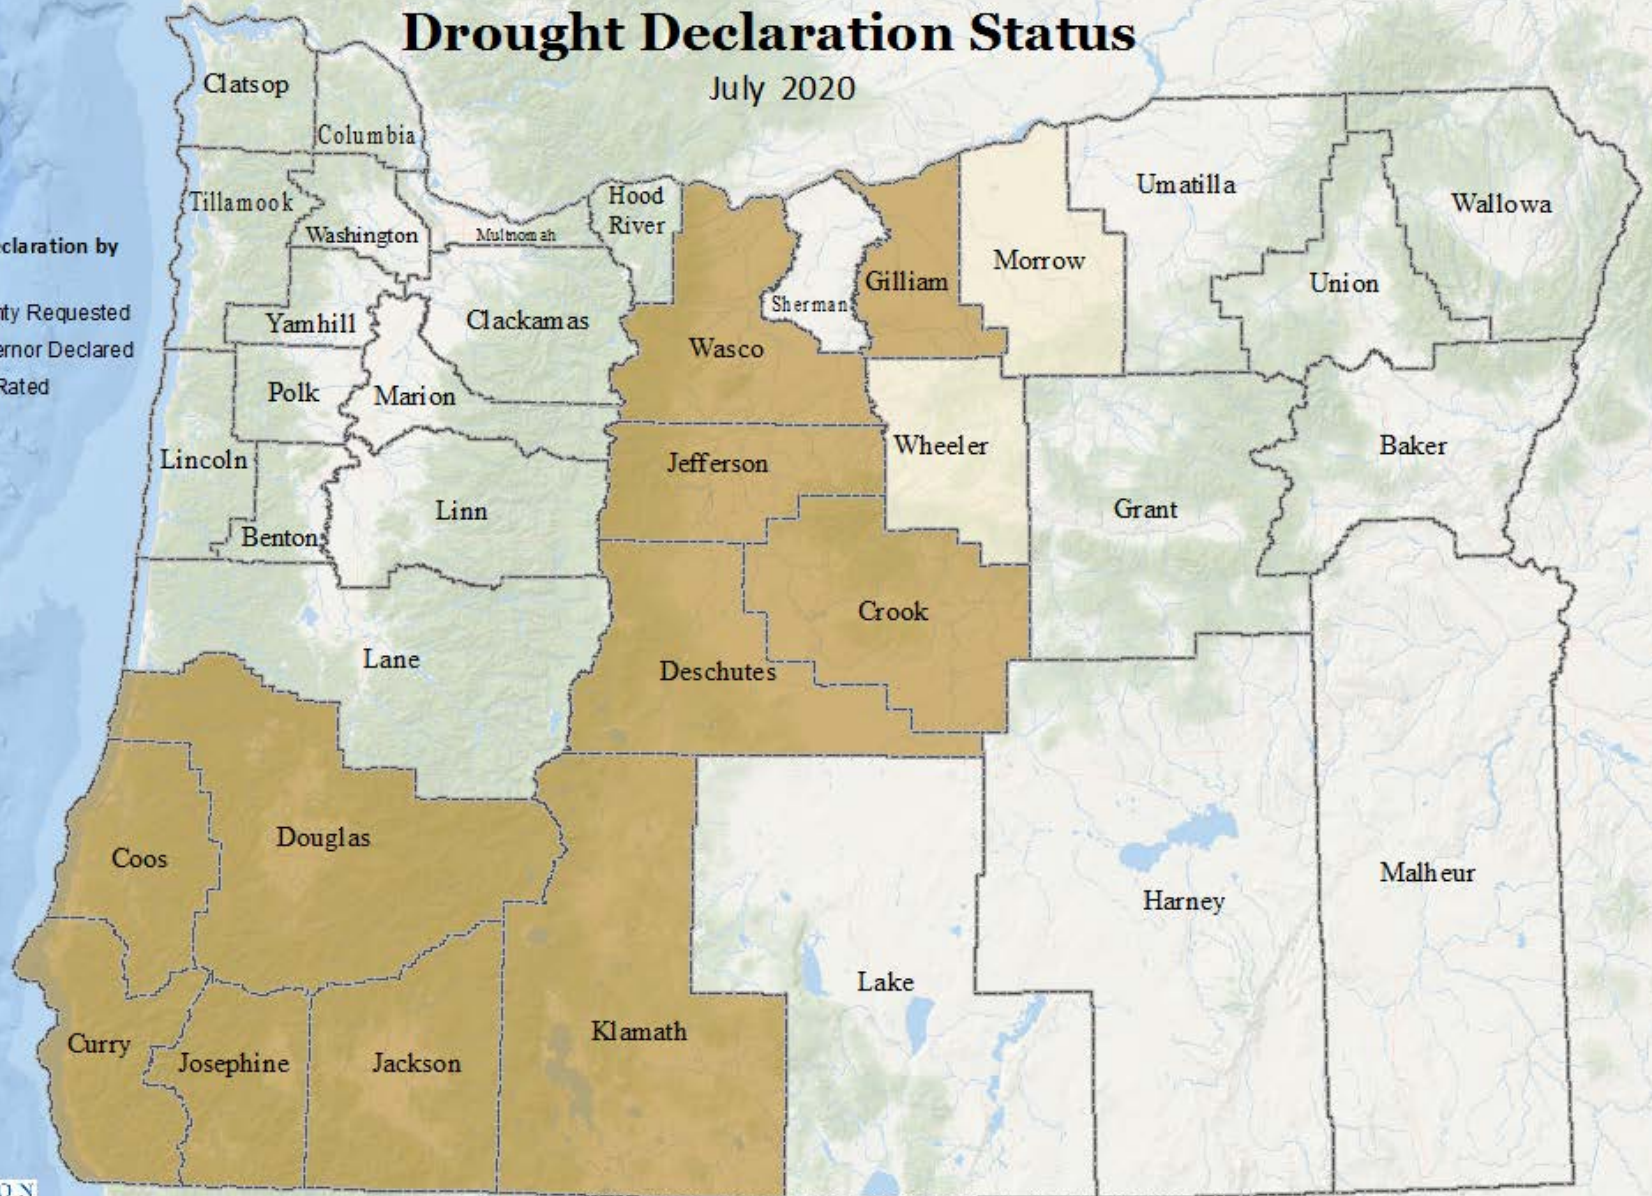 Drought Declaration Status
July 2020
Clatsop
Columbia
Tillamook
Washington
Multnomah
Hood
River
Umatilla
Wallowa
claration by
nty Requested
ernor Declared
Rated
Yamhill
Clackamas
Wasco
Sherman
Gilliam
Morrow
Union
Polk
Marion
Lincoln
Jefferson
Wheeler
Baker
Benton
Linn
Grant
Lane
Deschutes
Crook
Coos
Douglas
Harney
Malheur
Lake
Curry
Josephine
Jackson
Klamath
ON